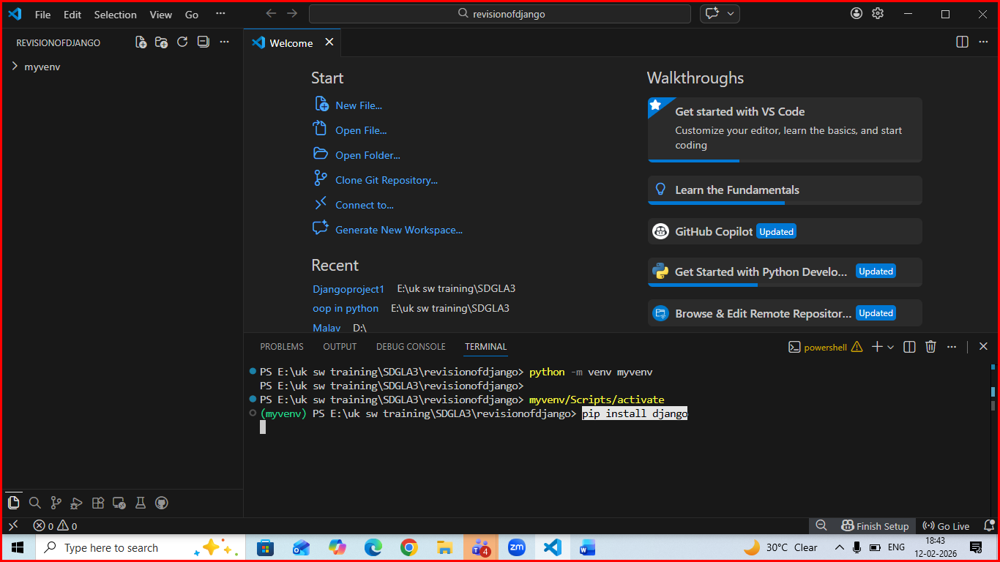 File Edit Selection View Go ...
revisionofdjango
REVISIONOFDJANGO
myvenv
Welcome
Start
New File...
Open File...
Open Folder...
Clone Git Repository...
Connect to...
Generate New Workspace...
Recent
Djangoproject1 E:\uk sw training\SDGLA3
oop in python E:\uk sw training\SDGLA3
Malav D:\
Walkthroughs
Get started with VS Code
Customize your editor, learn the basics, and start
coding
Learn the Fundamentals
GitHub Copilot Updated
Get Started with Python Develo... Updated
Browse & Edit Remote Repositor... Updated
PROBLEMS OUTPUT DEBUG CONSOLE TERMINAL
powershell
PS E:\uk sw training\SDGLA3\revisionofdjango> python -m venv myvenv
PS E:\uk sw training\SDGLA3\revisionofdjango>
PS E:\uk sw training\SDGLA3\revisionofdjango> myvenv/Scripts/activate
(myvenv) PS E:\uk sw training\SDGLA3\revisionofdjango> pip install django
0 0
Finish Setup Go Live
Type here to search
4
zm
30°C Clear
ENG
18:43
12-02-2026